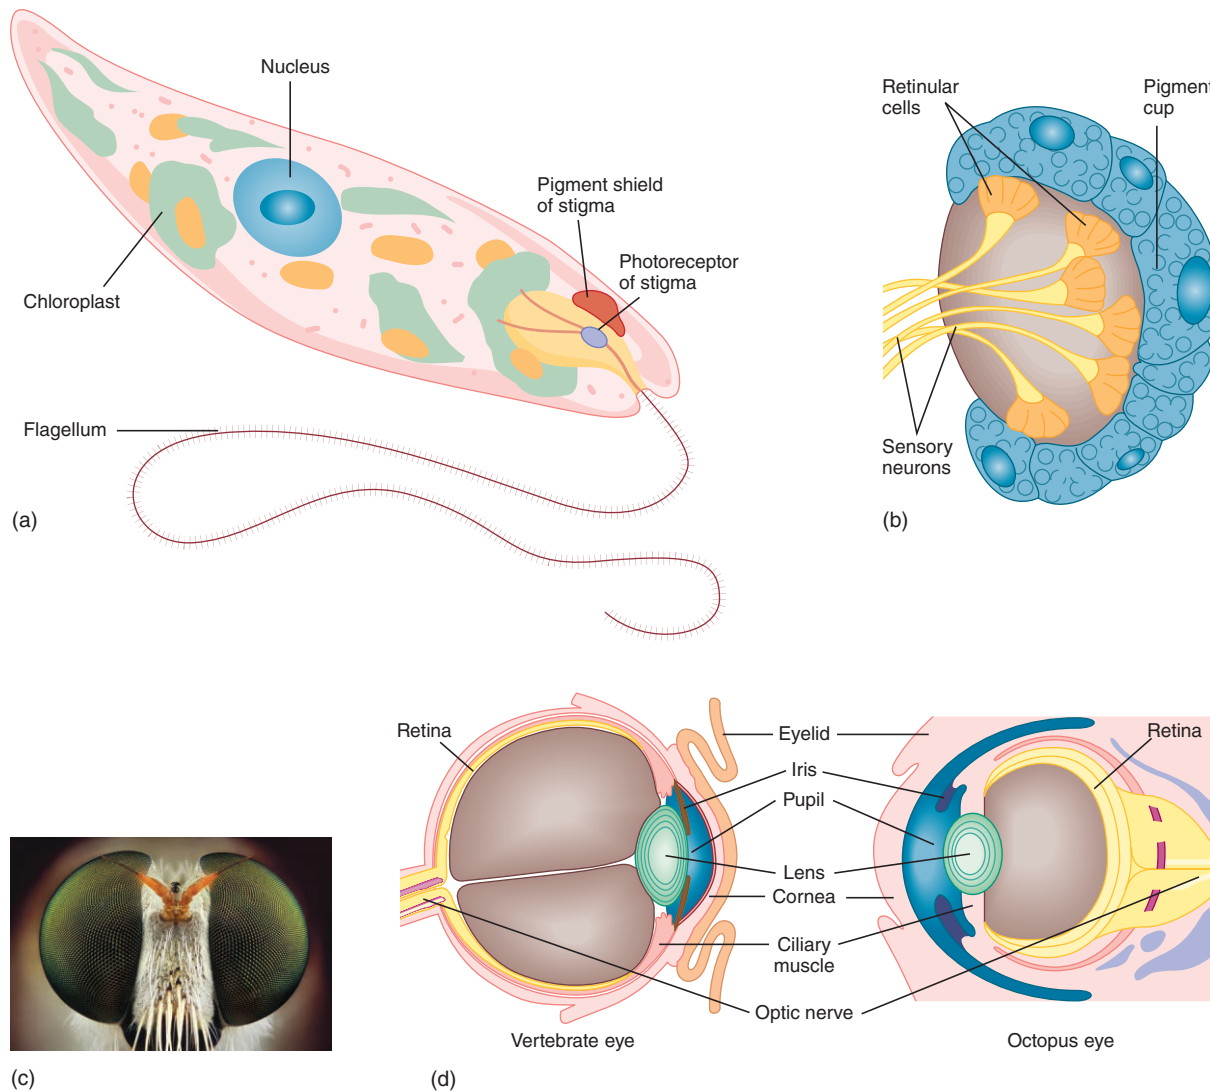 Nucleus
Pigment shield
of stigma
Photoreceptor
of stigma
Chloroplast
Flagellum
(a)
Retinular
cells
Pigment
cup
Sensory
neurons
(b)
(c)
Retina
Eyelid
Iris
Pupil
Lens
Cornea
Ciliary
muscle
Optic nerve
Retina
Vertebrate eye
Octopus eye
(d)